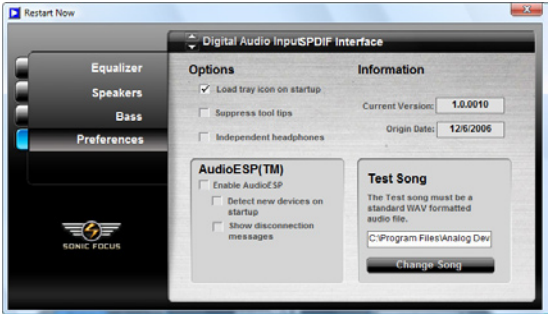 Restart Now
Digital Audio InputSPDIF Interface
Equalizer
Speakers
Bass
Preferences
SONIC FOCUS
Options
Load tray icon on startup
Suppress tool tips
Independent headphones
Information
Current Version: 1.0.0010
Origin Date: 12/6/2006
AudioESP(TM)
Enable AudioESP
Detect new devices on
startup
Show disconnection
messages
Test Song
The Test song must be a
standard WAV formatted
audio file.
C:\Program Files\Analog Dev
Change Song